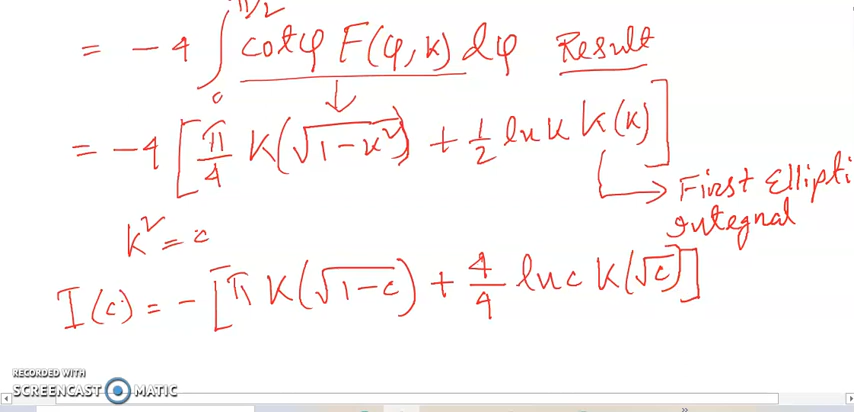 = -4 ∫₀^{π/2} cotφ F(φ,k) dφ Result
= -4 [π/4 K(√(1-k²)) + 1/2 ln k K(k)]
→ First Ellipti
integral
k² = c
I(c) = -[π K(√(1-c)) + 4/4 ln c K(√c)]
RECORDED WITH
SCREENCAST MATIC